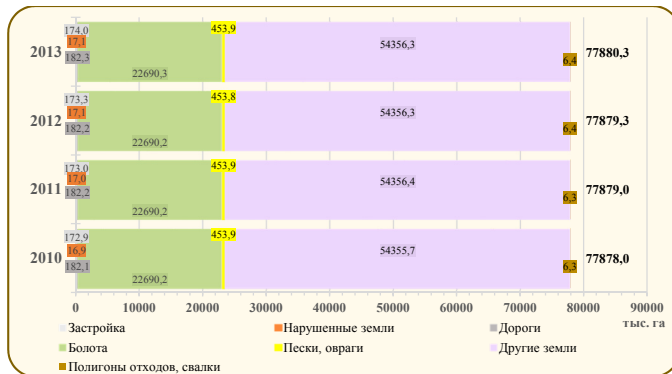 174,0 453,9
2013 17,1 54356,3 77880,3
182,3 22690,3 6,4
173,3 453,8
2012 17,1 54356,3 77879,3
182,2 22690,2 6,4
173,0 453,9
2011 17,0 54356,4 77879,0
182,2 22690,2 6,3
172,9 453,9
2010 16,9 54355,7 77878,0
182,1 22690,2 6,3
0 10000 20000 30000 40000 50000 60000 70000 80000 90000
тыс. га
Застройка Нарушенные земли Дороги
Болота Пески, овраги Другие земли
Полигоны отходов, свалки